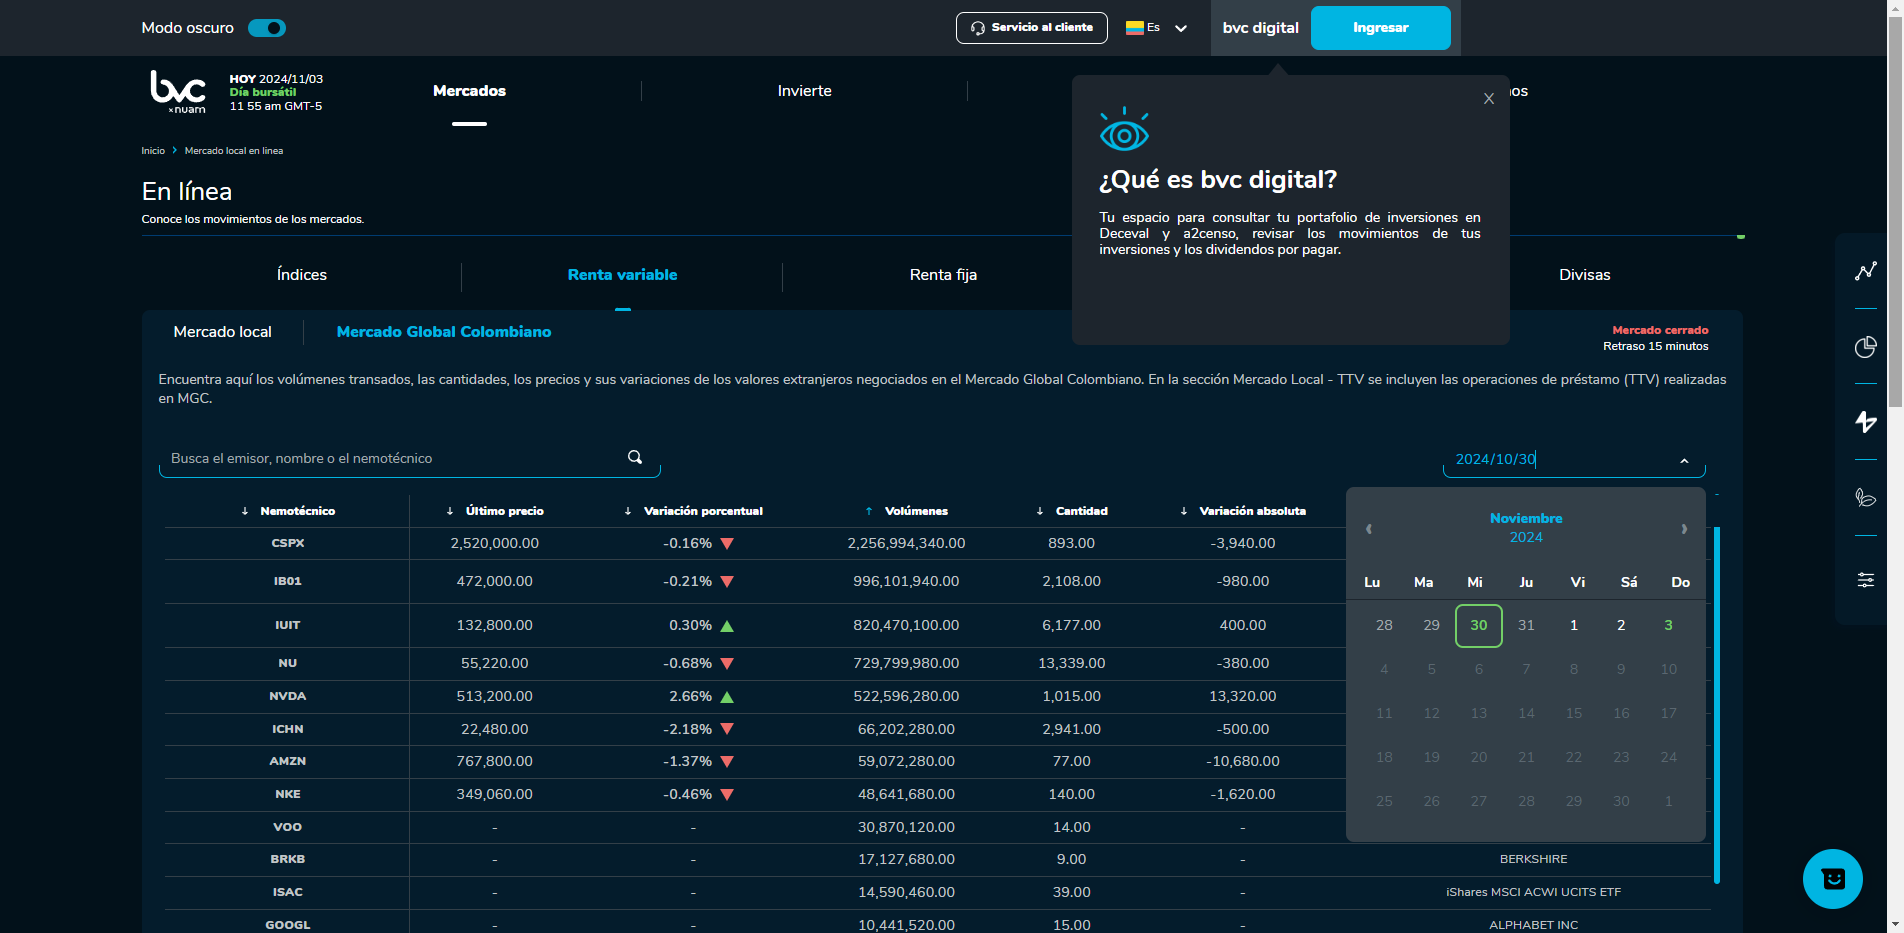 Modo oscuro
Servicio al cliente
Es
bvc digital
Ingresar
bvc
×nuam
HOY 2024/11/03
Día bursátil
11 55 am GMT-5
Mercados
Invierte
Inicio
Mercado local en linea
En línea
Conoce los movimientos de los mercados.
X
¿Qué es bvc digital?
Tu espacio para consultar tu portafolio de inversiones en
Deceval y a2censo, revisar los movimientos de tus
inversiones y los dividendos por pagar.
Índices
Renta variable
Renta fija
Divisas
Mercado local
Mercado Global Colombiano
Mercado cerrado
Retraso 15 minutos
Encuentra aquí los volúmenes transados, las cantidades, los precios y sus variaciones de los valores extranjeros negociados en el Mercado Global Colombiano. En la sección Mercado Local - TTV se incluyen las operaciones de préstamo (TTV) realizadas
en MGC.
Busca el emisor, nombre o el nemotécnico
2024/10/30
Nemotécnico Último precio Variación porcentual Volúmenes Cantidad Variación absoluta
CSPX 2,520,000.00 -0.16% 2,256,994,340.00 893.00 -3,940.00
IB01 472,000.00 -0.21% 996,101,940.00 2,108.00 -980.00
IUIT 132,800.00 0.30% 820,470,100.00 6,177.00 400.00
NU 55,220.00 -0.68% 729,799,980.00 13,339.00 -380.00
NVDA 513,200.00 2.66% 522,596,280.00 1,015.00 13,320.00
ICHN 22,480.00 -2.18% 66,202,280.00 2,941.00 -500.00
AMZN 767,800.00 -1.37% 59,072,280.00 77.00 -10,680.00
NKE 349,060.00 -0.46% 48,641,680.00 140.00 -1,620.00
VOO - - 30,870,120.00 14.00 -
BRKB - - 17,127,680.00 9.00 - BERKSHIRE
ISAC - - 14,590,460.00 39.00 - iShares MSCI ACWI UCITS ETF
GOOGL - - 10,441,520.00 15.00 - ALPHABET INC
Noviembre
2024
Lu Ma Mi Ju Vi Sá Do
28 29 30 31 1 2 3
4 5 6 7 8 9 10
11 12 13 14 15 16 17
18 19 20 21 22 23 24
25 26 27 28 29 30 1